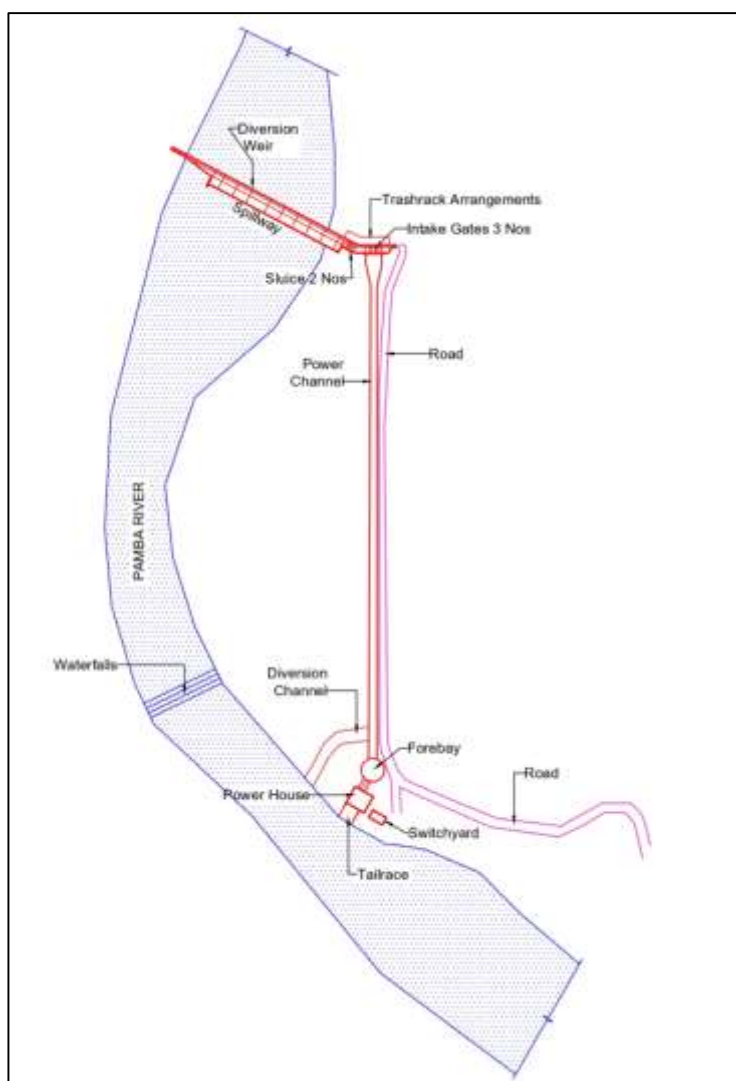 Diversion
Weir
Spillway
Trashrack Arrangements
Intake Gates 3 Nos
Sluice 2 Nos
Power
Channel
Road
PAMBA RIVER
Waterfalls
Diversion
Channel
Forebay
Road
Power House
Switchyard
Tailrace